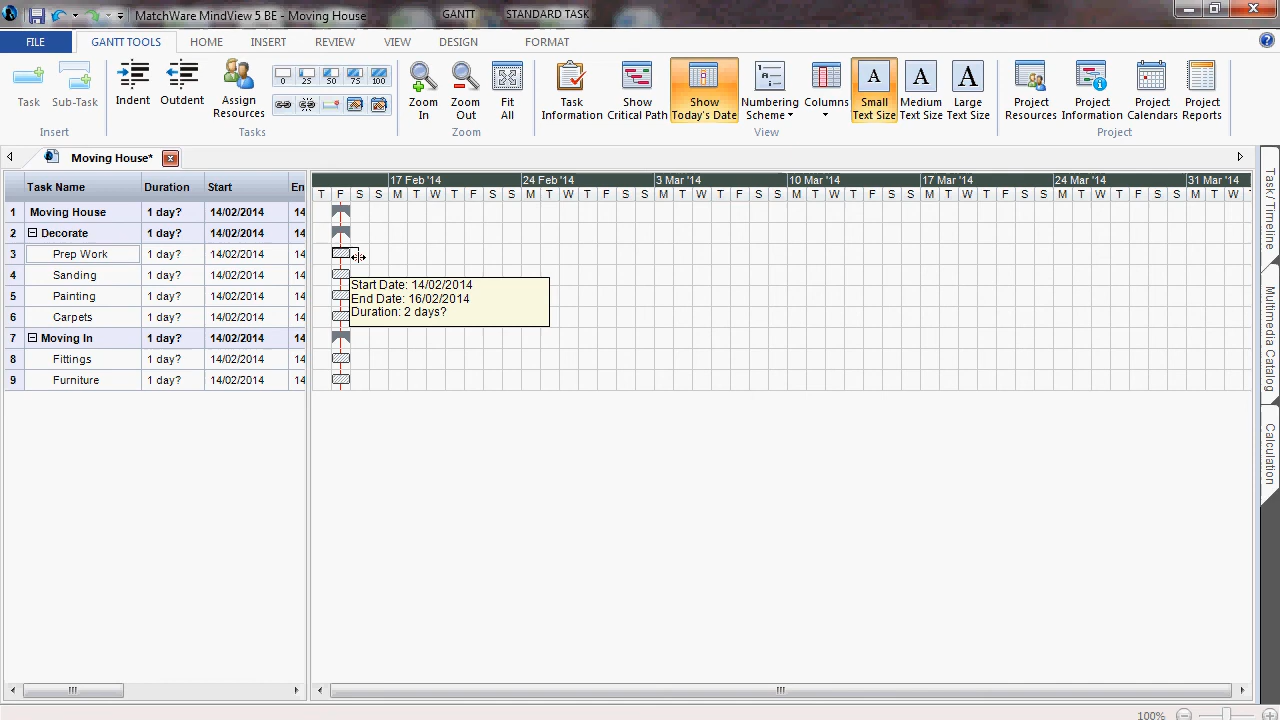 MatchWare MindView 5 BE - Moving House
GANTT
STANDARD TASK
FILE
GANTT TOOLS
HOME
INSERT
REVIEW
VIEW
DESIGN
FORMAT
0 25 50 75 100
Task
Sub-Task
Indent
Outdent
Assign
Resources
Zoom
In
Zoom
Out
Fit
All
Task
Information
Show
Critical Path
Show
Today's Date
Numbering
Scheme
Columns
A
Small
Text Size
A
Medium
Text Size
A
Large
Text Size
Project
Resources
Project
Information
Project
Calendars
Project
Reports
Insert
Tasks
Zoom
View
Project
Moving House*
Task Name Duration Start En
17 Feb '14 24 Feb '14 3 Mar '14 10 Mar '14 17 Mar '14 24 Mar '14 31 Mar '14
T F S S M T W T F S S M T W T F S S M T W T F S S M T W T F S S M T W T F S S M T W T F S S M T W
1 Moving House 1 day? 14/02/2014 14
2 Decorate 1 day? 14/02/2014 14
3 Prep Work 1 day? 14/02/2014 14
4 Sanding 1 day? 14/02/2014 14
5 Painting 1 day? 14/02/2014 14
6 Carpets 1 day? 14/02/2014 14
7 Moving In 1 day? 14/02/2014 14
8 Fittings 1 day? 14/02/2014 14
9 Furniture 1 day? 14/02/2014 14
Start Date: 14/02/2014
End Date: 16/02/2014
Duration: 2 days?
Task / Timeline
Multimedia Catalog
Calculation
100%